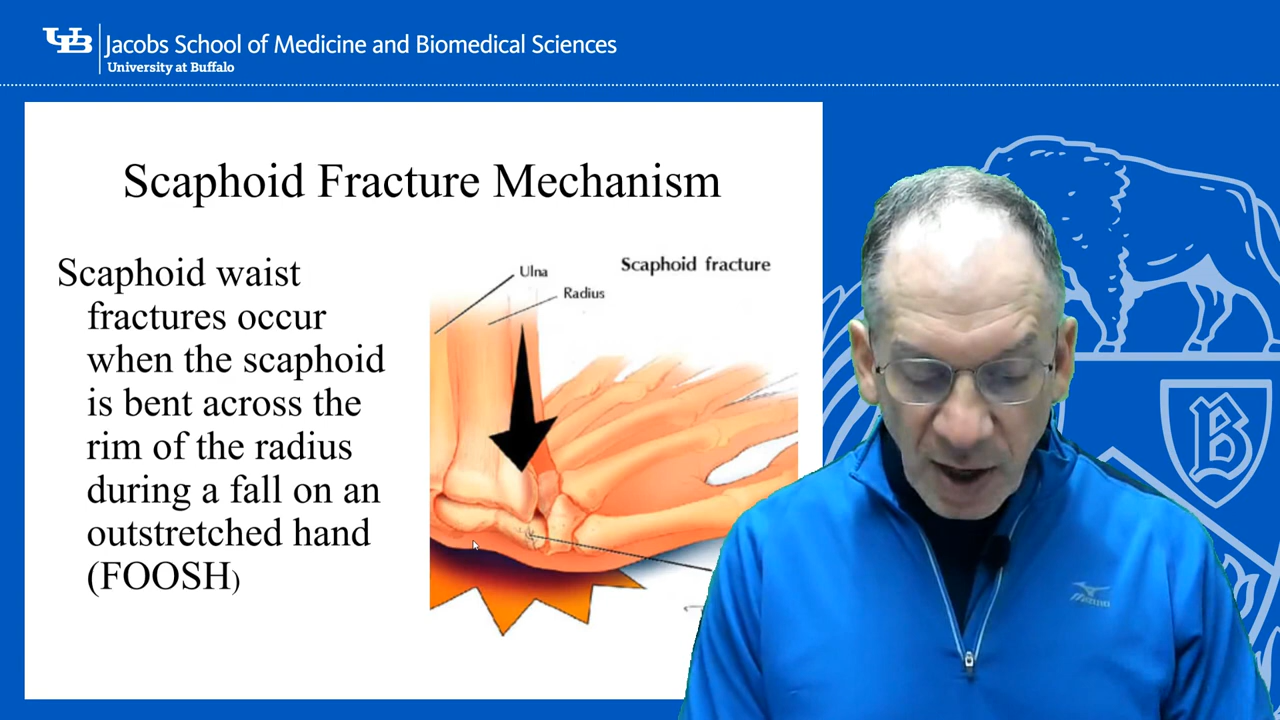 UB Jacobs School of Medicine and Biomedical Sciences
University at Buffalo
Scaphoid Fracture Mechanism
Scaphoid waist
fractures occur
when the scaphoid
is bent across the
rim of the radius
during a fall on an
outstretched hand
(FOOSH)
Scaphoid fracture
Ulna
Radius
B
MIZUNO